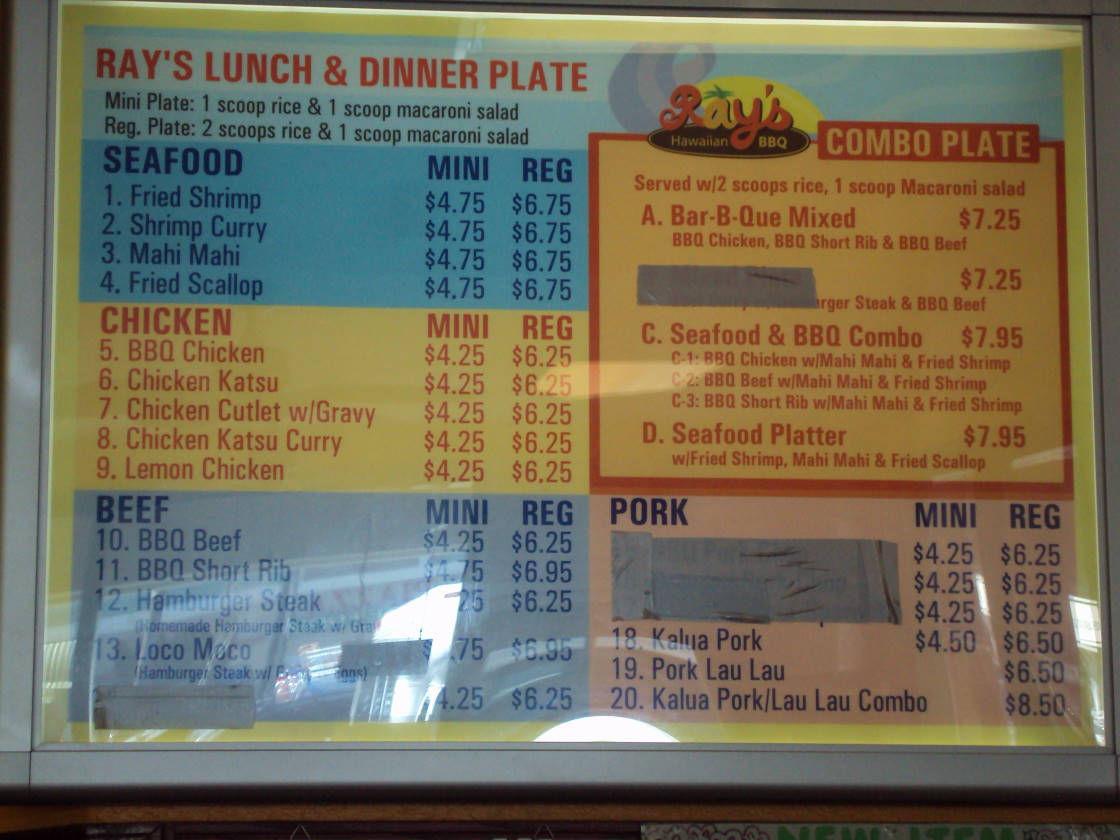 RAY'S LUNCH & DINNER PLATE
Mini Plate: 1 scoop rice & 1 scoop macaroni salad
Reg. Plate: 2 scoops rice & 1 scoop macaroni salad
SEAFOOD MINI REG
1. Fried Shrimp $4.75 $6.75
2. Shrimp Curry $4.75 $6.75
3. Mahi Mahi $4.75 $6.75
4. Fried Scallop $4.75 $6.75
CHICKEN MINI REG
5. BBQ Chicken $4.25 $6.25
6. Chicken Katsu $4.25 $6.25
7. Chicken Cutlet w/Gravy $4.25 $6.25
8. Chicken Katsu Curry $4.25 $6.25
9. Lemon Chicken $4.25 $6.25
BEEF MINI REG
10. BBQ Beef $4.25 $6.25
11. BBQ Short Rib $4.75 $6.95
12. Hamburger Steak 25 $6.25
(Homemade Hamburger Steak w/
13. Loco Moco .75 $6.95
(Hamburger Steak w/ eggs)
4.25 $6.25
Ray's
Hawaiian BBQ
COMBO PLATE
Served w/2 scoops rice, 1 scoop Macaroni salad
A. Bar-B-Que Mixed $7.25
BBQ Chicken, BBQ Short Rib & BBQ Beef
$7.25
Steak & BBQ Beef
C. Seafood & BBQ Combo $7.95
C-1: BBQ Chicken w/Mahi Mahi & Fried Shrimp
C-2: BBQ Beef w/Mahi Mahi & Fried Shrimp
C-3: BBQ Short Rib w/Mahi Mahi & Fried Shrimp
D. Seafood Platter $7.95
w/Fried Shrimp, Mahi Mahi & Fried Scallop
PORK MINI REG
$4.25 $6.25
$4.25 $6.25
$4.25 $6.25
18. Kalua Pork $4.50 $6.50
19. Pork Lau Lau $6.50
20. Kalua Pork/Lau Lau Combo $8.50
NEW ITEM